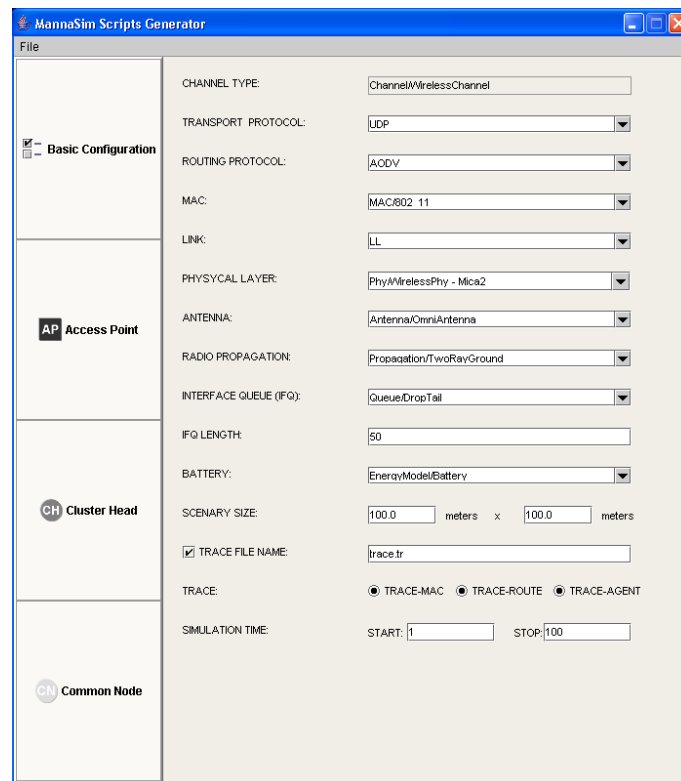 MannaSim Scripts Generator
File
Basic Configuration
AP Access Point
CH Cluster Head
CN Common Node
CHANNEL TYPE: Channel/WirelessChannel
TRANSPORT PROTOCOL: UDP
ROUTING PROTOCOL: AODV
MAC: MAC/802 11
LINK: LL
PHYSYCAL LAYER: Phy/WirelessPhy - Mica2
ANTENNA: Antenna/OmniAntenna
RADIO PROPAGATION: Propagation/TwoRayGround
INTERFACE QUEUE (IFQ): Queue/DropTail
IFQ LENGTH: 50
BATTERY: EnergyModel/Battery
SCENARY SIZE: 100.0 meters x 100.0 meters
TRACE FILE NAME: trace.tr
TRACE: TRACE-MAC TRACE-ROUTE TRACE-AGENT
SIMULATION TIME: START: 1 STOP: 100